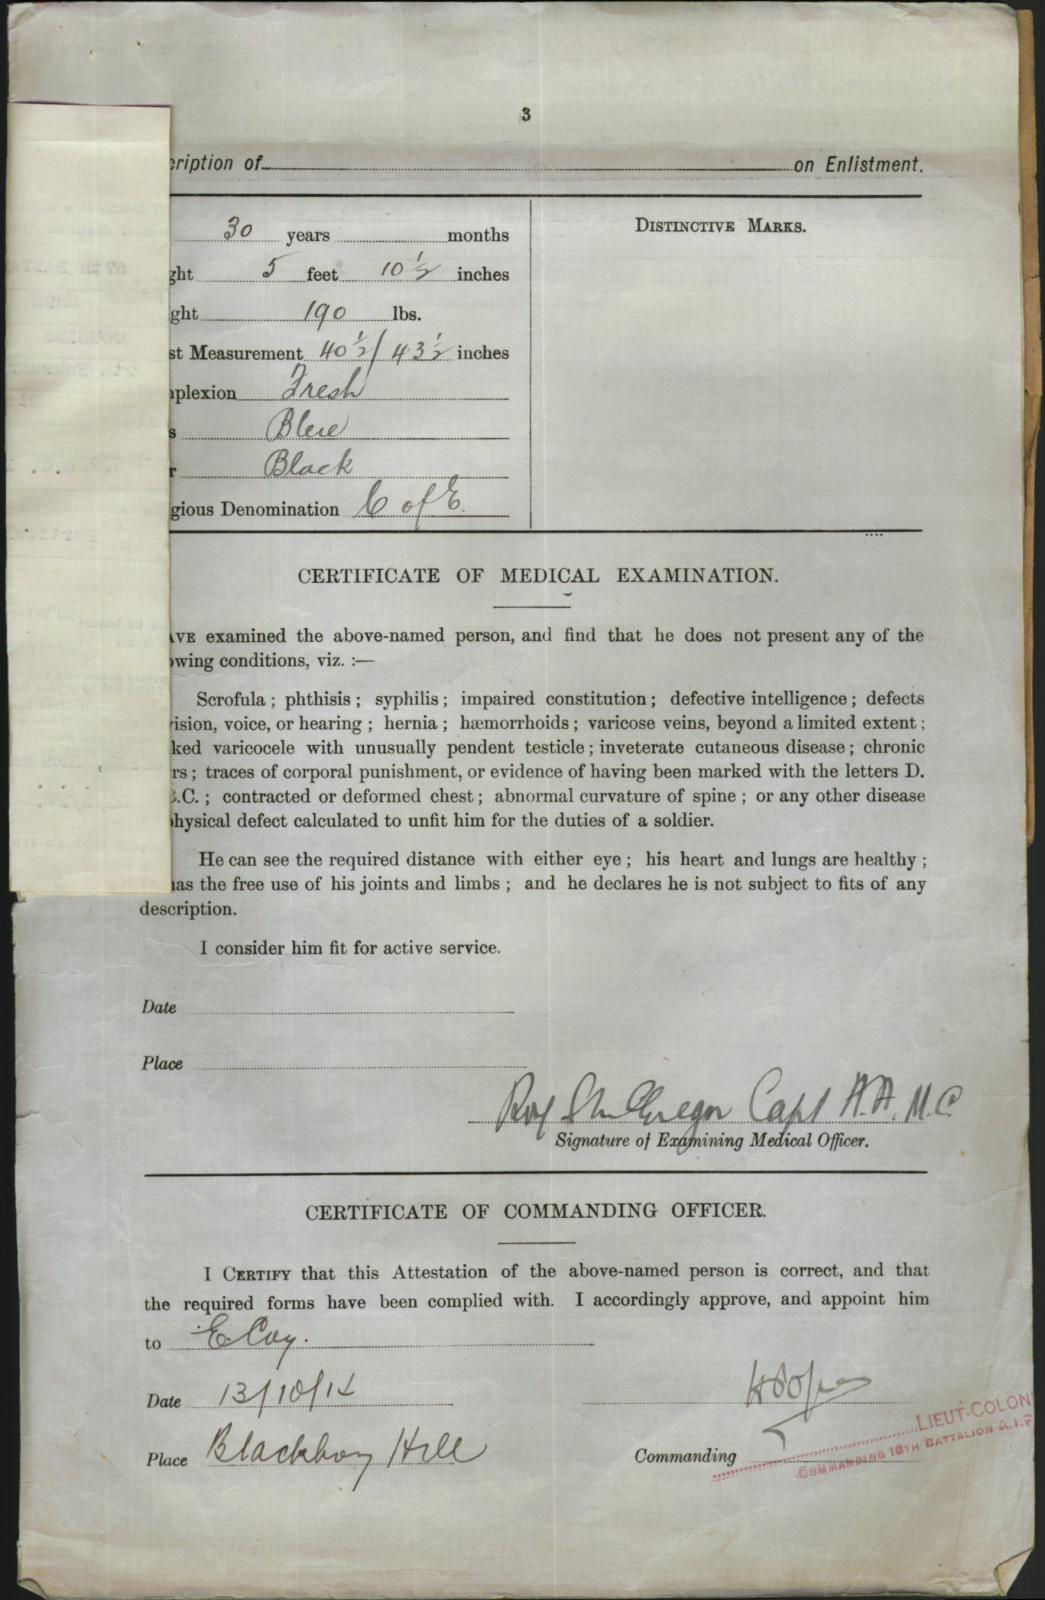 3
ription of on Enlistment.
30 years months
ght 5 feet 10 1/2 inches
ght 190 lbs.
st Measurement 40 1/2 / 43 1/2 inches
plexion Fresh
s Blue
r Black
gious Denomination C of E.
DISTINCTIVE MARKS.
CERTIFICATE OF MEDICAL EXAMINATION.
AVE examined the above-named person, and find that he does not present any of the
wing conditions, viz. :—
Scrofula ; phthisis ; syphilis ; impaired constitution ; defective intelligence ; defects
ision, voice, or hearing ; hernia ; hæmorrhoids ; varicose veins, beyond a limited extent ;
ked varicocele with unusually pendent testicle ; inveterate cutaneous disease ; chronic
rs ; traces of corporal punishment, or evidence of having been marked with the letters D.
.C. ; contracted or deformed chest ; abnormal curvature of spine ; or any other disease
hysical defect calculated to unfit him for the duties of a soldier.
He can see the required distance with either eye ; his heart and lungs are healthy ;
as the free use of his joints and limbs ; and he declares he is not subject to fits of any
description.
I consider him fit for active service.
Date
Place
Roy S McGregor Capt A.A.M.C
Signature of Examining Medical Officer.
CERTIFICATE OF COMMANDING OFFICER.
I CERTIFY that this Attestation of the above-named person is correct, and that
the required forms have been complied with. I accordingly approve, and appoint him
to E Coy.
Date 13/10/14
Place Blackboy Hill
Commanding
LIEUT-COLON
COMMANDING 16TH BATTALION A.I.F